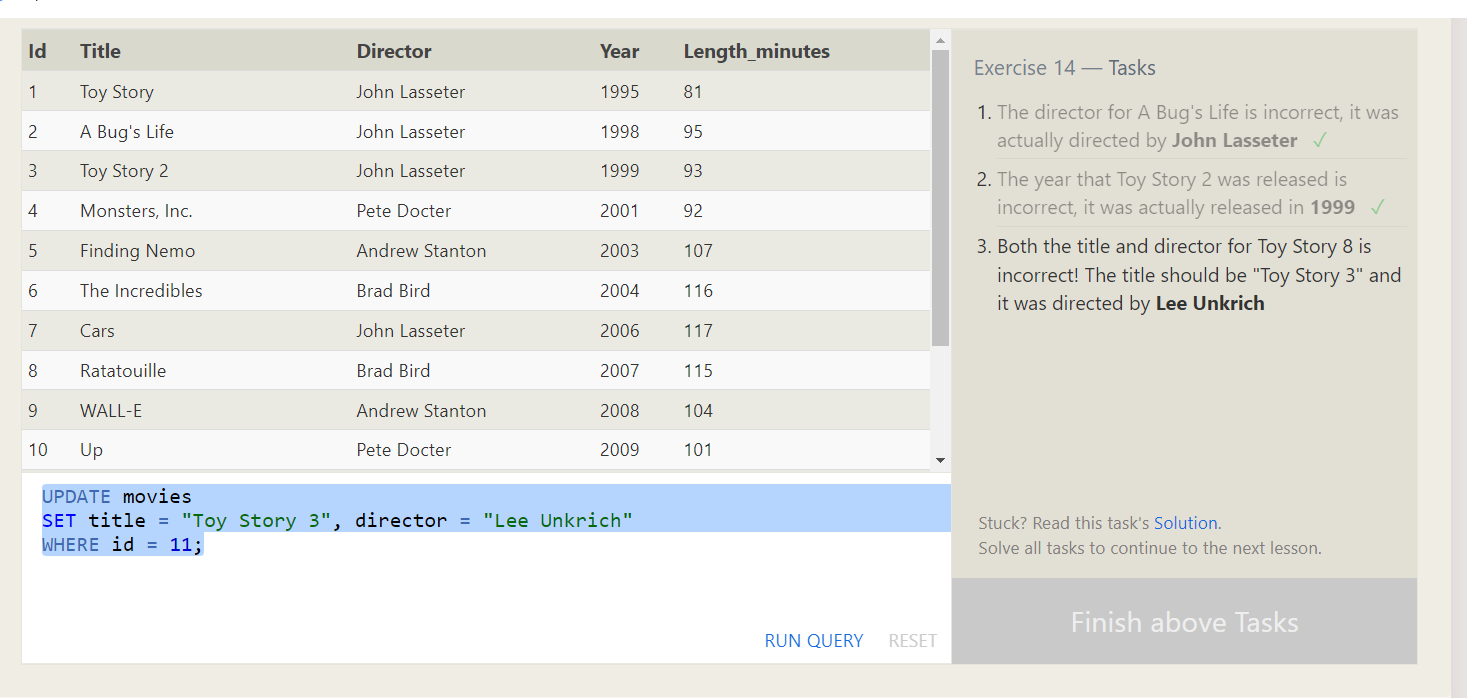 Id Title Director Year Length_minutes
1 Toy Story John Lasseter 1995 81
2 A Bug's Life John Lasseter 1998 95
3 Toy Story 2 John Lasseter 1999 93
4 Monsters, Inc. Pete Docter 2001 92
5 Finding Nemo Andrew Stanton 2003 107
6 The Incredibles Brad Bird 2004 116
7 Cars John Lasseter 2006 117
8 Ratatouille Brad Bird 2007 115
9 WALL-E Andrew Stanton 2008 104
10 Up Pete Docter 2009 101
UPDATE movies
SET title = "Toy Story 3", director = "Lee Unkrich"
WHERE id = 11;
RUN QUERY RESET
Exercise 14 — Tasks
1. The director for A Bug's Life is incorrect, it was
actually directed by John Lasseter ✓
2. The year that Toy Story 2 was released is
incorrect, it was actually released in 1999 ✓
3. Both the title and director for Toy Story 8 is
incorrect! The title should be "Toy Story 3" and
it was directed by Lee Unkrich
Stuck? Read this task's Solution.
Solve all tasks to continue to the next lesson.
Finish above Tasks